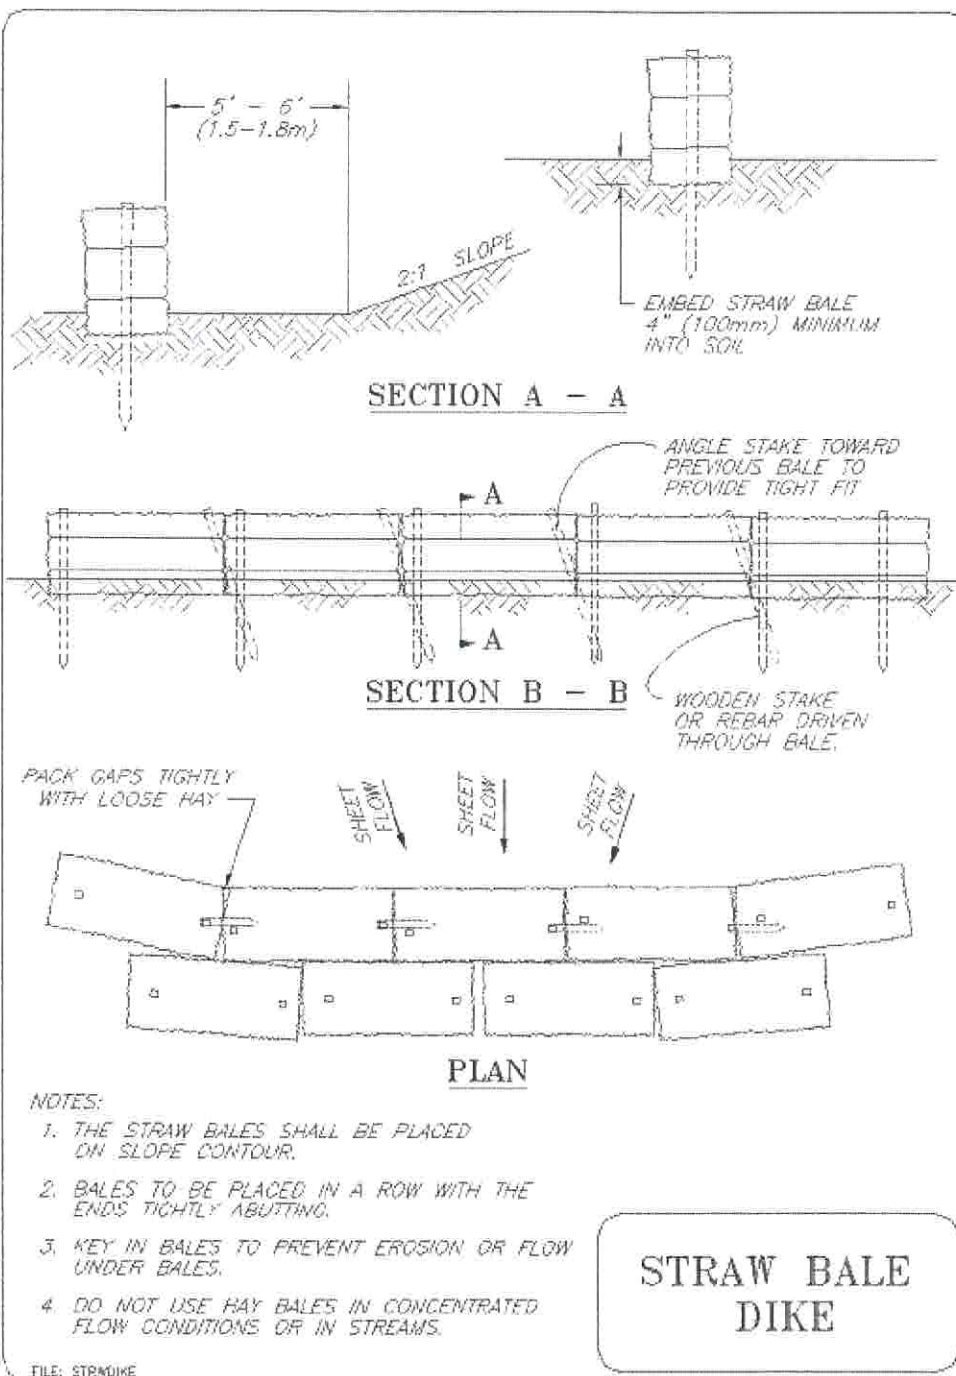 5' - 6'
(1.5-1.8m)
2:1 SLOPE
EMBED STRAW BALE
4" (100mm) MINIMUM
INTO SOIL
SECTION A - A
ANGLE STAKE TOWARD
PREVIOUS BALE TO
PROVIDE TIGHT FIT
A
A
SECTION B - B
WOODEN STAKE
OR REBAR DRIVEN
THROUGH BALE.
PACK GAPS TIGHTLY
WITH LOOSE HAY
SHEET
FLOW
SHEET
FLOW
SHEET
FLOW
PLAN
NOTES:
1. THE STRAW BALES SHALL BE PLACED
ON SLOPE CONTOUR.
2. BALES TO BE PLACED IN A ROW WITH THE
ENDS TIGHTLY ABUTTING.
3. KEY IN BALES TO PREVENT EROSION OR FLOW
UNDER BALES.
4. DO NOT USE HAY BALES IN CONCENTRATED
FLOW CONDITIONS OR IN STREAMS.
STRAW BALE
DIKE
FILE: STRWDIKE